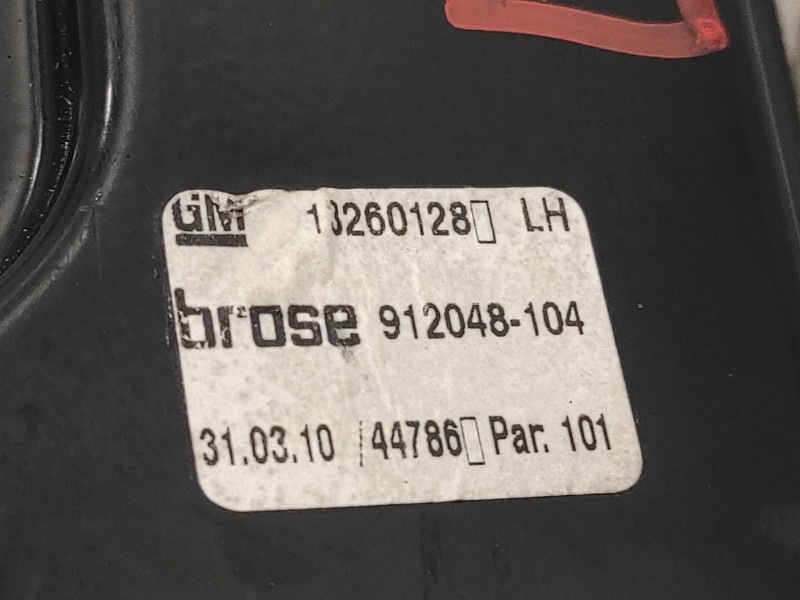 GM 13260128▯ LH
brose 912048-104
31.03.10 |44786▯ Par. 101